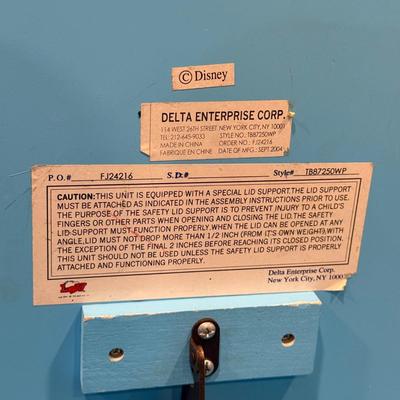 © Disney
DELTA ENTERPRISE CORP.
114 WEST 26TH STREET NEW YORK CITY, NY 10001
TEL: 212-645-9033 STYLE NO.: TB87250WP
MADE IN CHINA ORDER NO.: FJ24216
FABRIQUE EN CHINE DATE OF MFG.: SEPT 2004
P.O.# FJ24216 S.D.# Style# TB87250WP
CAUTION: THIS UNIT IS EQUIPPED WITH A SPECIAL LID SUPPORT.THE LID SUPPORT
MUST BE ATTACHED AS INDICATED IN THE ASSEMBLY INSTRUCTIONS PRIOR TO USE.
THE PURPOSE OF THE SAFETY LID SUPPORT IS TO PREVENT INJURY TO A CHILD'S
FINGERS OR OTHER PARTS WHEN OPENING AND CLOSING THE LID.THE SAFETY
LID SUPPORT MUST FUNCTION PROPERLY.WHEN THE LID CAN BE OPENED AT ANY
ANGLE,LID MUST NOT DROP MORE THAN 1/2 INCH (FROM IT'S OWN WEIGHT),WITH
THE EXCEPTION OF THE FINAL 2 INCHES BEFORE REACHING ITS CLOSED POSITION.
THIS UNIT SHOULD NOT BE USED UNLESS THE SAFETY LID SUPPORT IS PROPERLY
ATTACHED AND FUNCTIONING PROPERLY.
Delta Enterprise Corp.
New York City, NY 10001